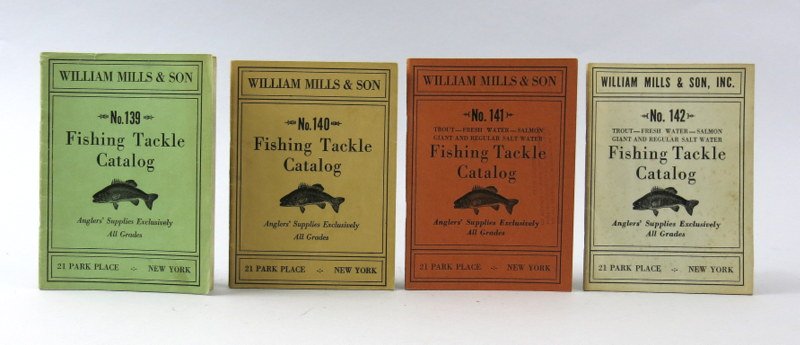 WILLIAM MILLS & SON
No. 139
Fishing Tackle
Catalog
Anglers' Supplies Exclusively
All Grades
21 PARK PLACE NEW YORK
WILLIAM MILLS & SON
No. 140
Fishing Tackle
Catalog
Anglers' Supplies Exclusively
All Grades
21 PARK PLACE NEW YORK
WILLIAM MILLS & SON
No. 141
TROUT—FRESH WATER—SALMON
GIANT AND REGULAR SALT WATER
Fishing Tackle
Catalog
Anglers' Supplies Exclusively
All Grades
21 PARK PLACE NEW YORK
WILLIAM MILLS & SON, INC.
No. 142
TROUT—FRESH WATER—SALMON
GIANT AND REGULAR SALT WATER
Fishing Tackle
Catalog
Anglers' Supplies Exclusively
All Grades
21 PARK PLACE NEW YORK